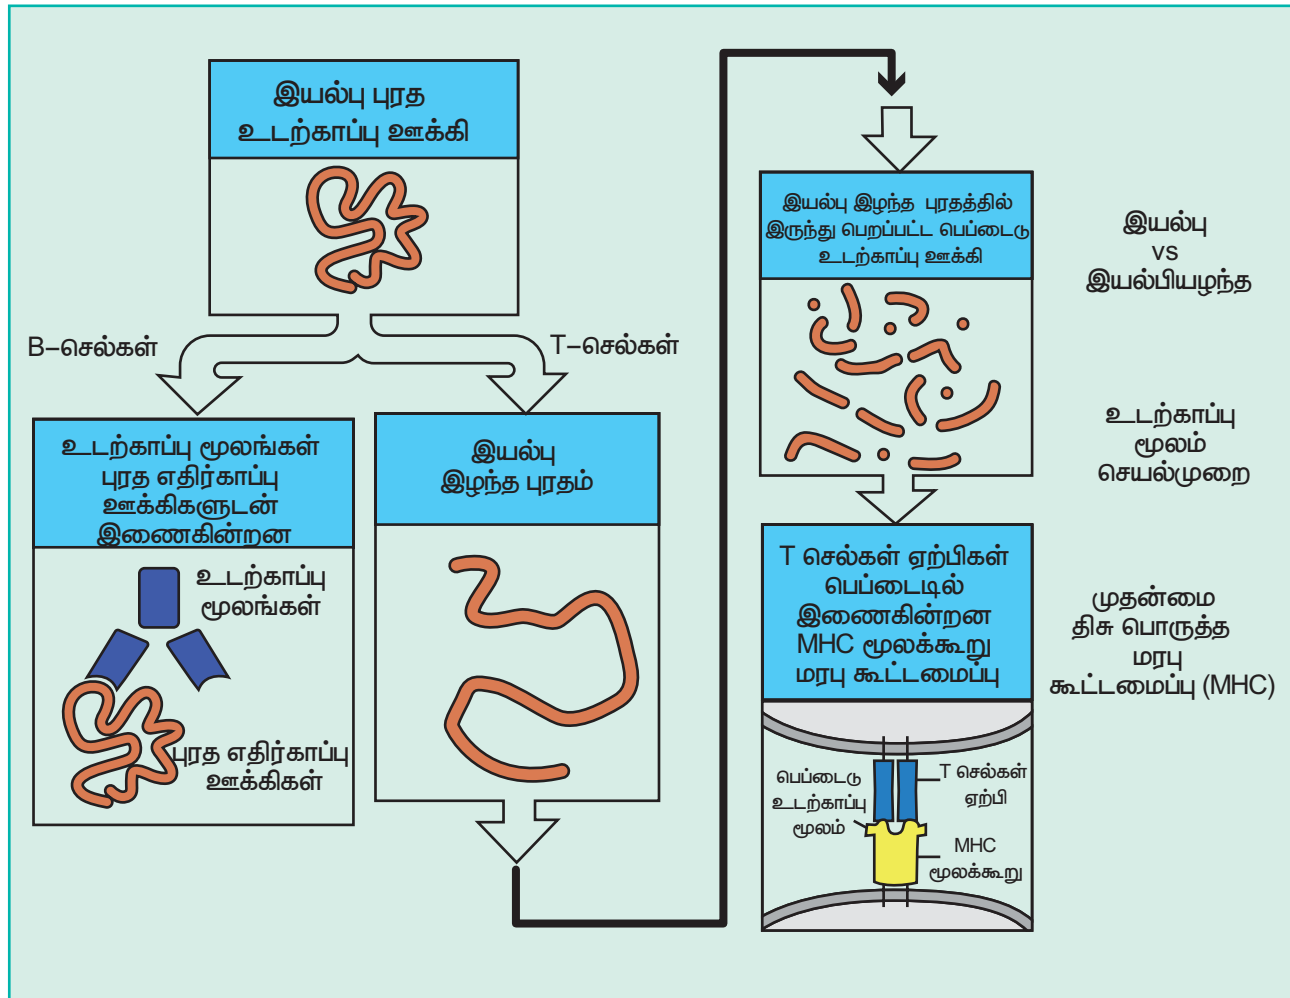 இயல்பு புரத
உடற்காப்பு ஊக்கி
B–செல்கள்
T–செல்கள்
உடற்காப்பு மூலங்கள்
புரத எதிர்காப்பு
ஊக்கிகளுடன்
இணைகின்றன
உடற்காப்பு
மூலங்கள்
புரத எதிர்காப்பு
ஊக்கிகள்
இயல்பு
இழந்த புரதம்
இயல்பு இழந்த புரதத்தில்
இருந்து பெறப்பட்ட பெப்டைடு
உடற்காப்பு ஊக்கி
T செல்கள் ஏற்பிகள்
பெப்டைடில்
இணைகின்றன
MHC மூலக்கூறு
மரபு கூட்டமைப்பு
பெப்டைடு
உடற்காப்பு
மூலம்
T செல்கள்
ஏற்பி
MHC
மூலக்கூறு
இயல்பு
vs
இயல்பியழந்த
உடற்காப்பு
மூலம்
செயல்முறை
முதன்மை
திசு பொருத்த
மரபு
கூட்டமைப்பு (MHC)